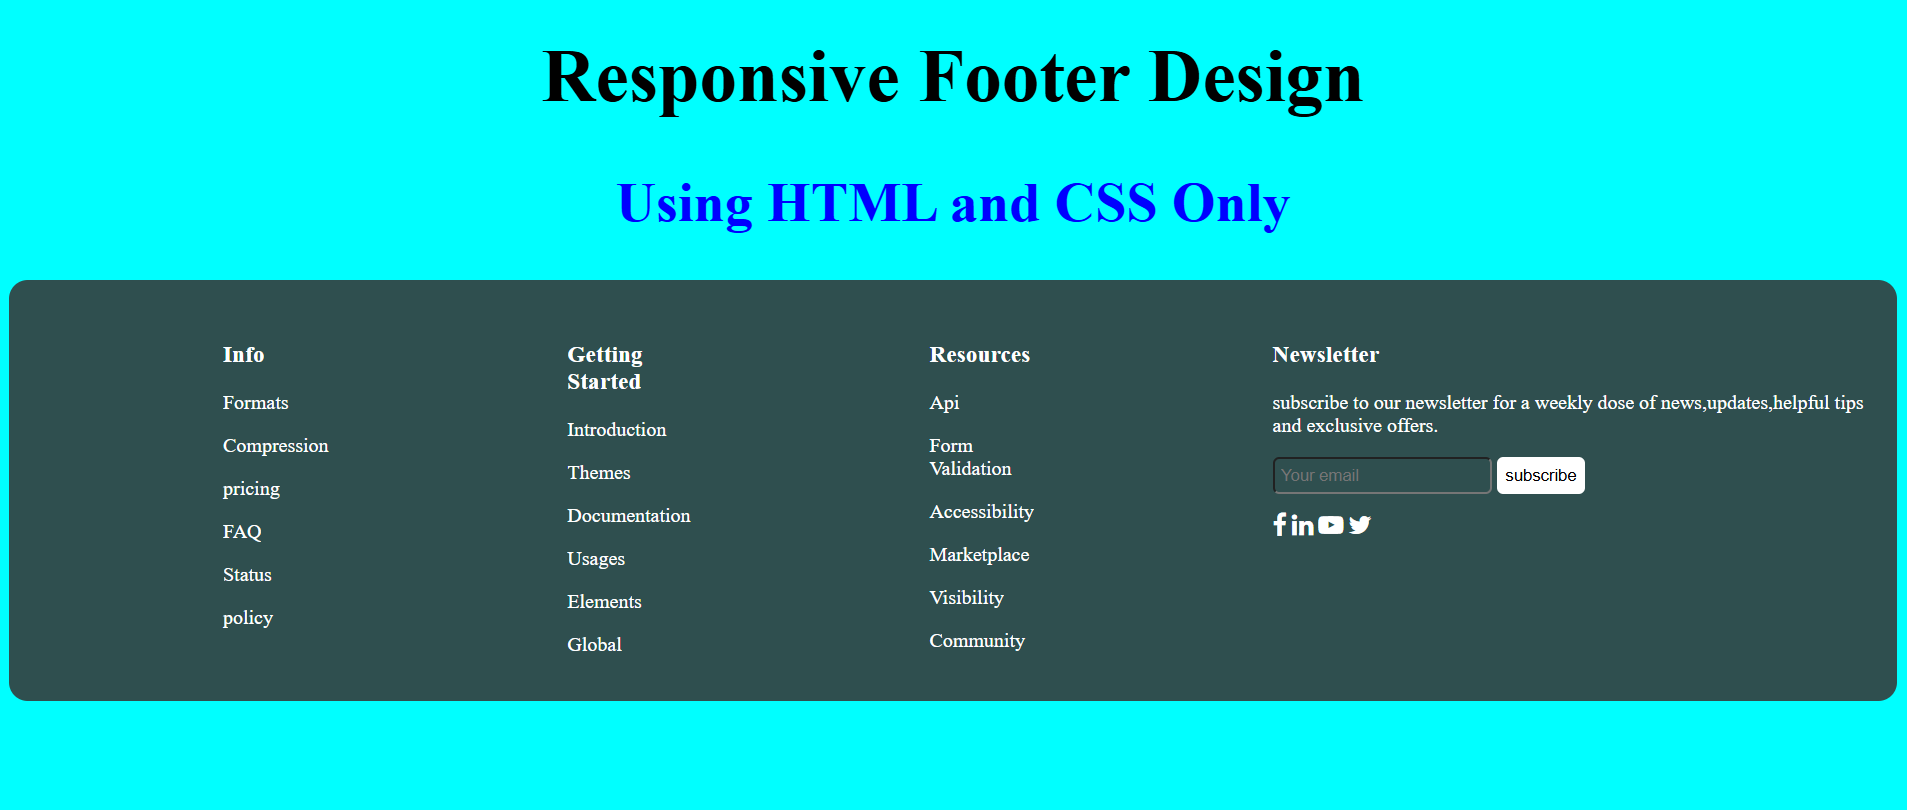 Responsive Footer Design
Using HTML and CSS Only
Info
Formats
Compression
pricing
FAQ
Status
policy
Getting
Started
Introduction
Themes
Documentation
Usages
Elements
Global
Resources
Api
Form
Validation
Accessibility
Marketplace
Visibility
Community
Newsletter
subscribe to our newsletter for a weekly dose of news,updates,helpful tips
and exclusive offers.
Your email
subscribe